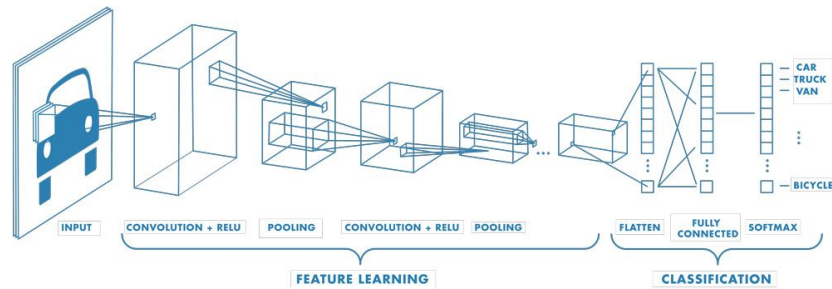 CAR
TRUCK
VAN
BICYCLE
INPUT
CONVOLUTION + RELU
POOLING
CONVOLUTION + RELU
POOLING
FLATTEN
FULLY
CONNECTED
SOFTMAX
FEATURE LEARNING
CLASSIFICATION